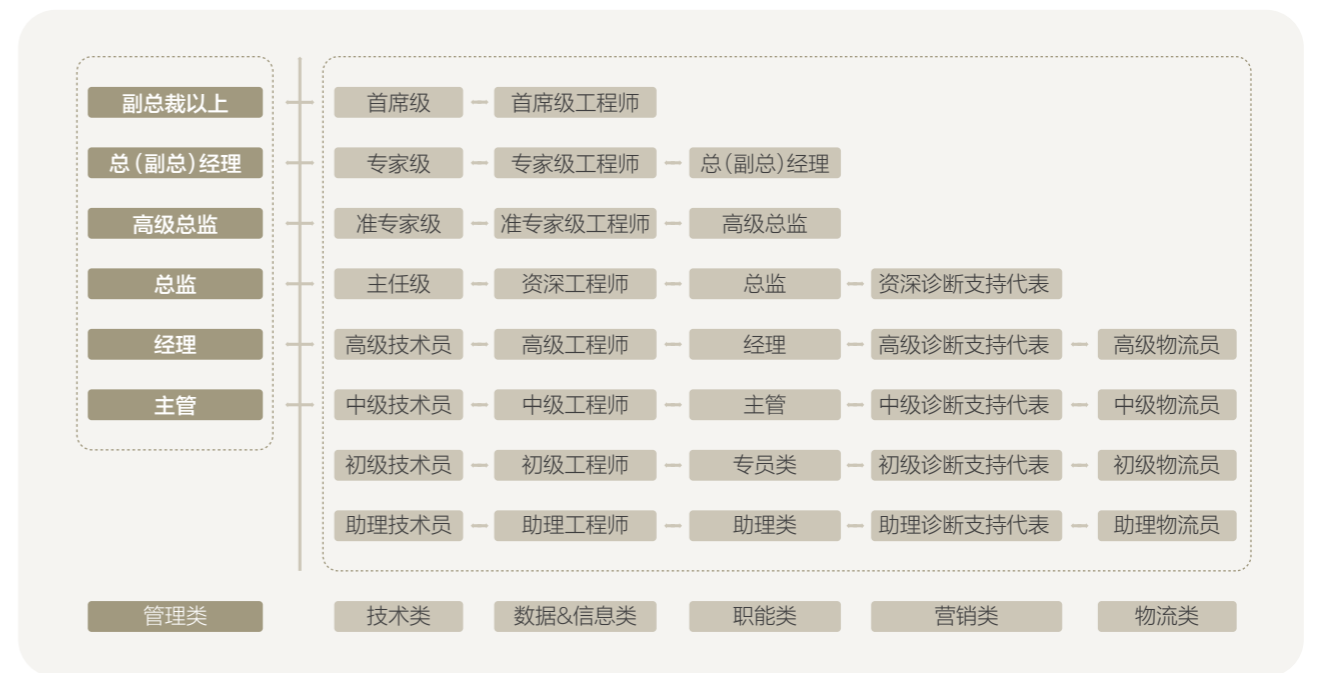 副总裁以上 首席级 首席级工程师
总（副总）经理 专家级 专家级工程师 总（副总）经理
高级总监 准专家级 准专家级工程师 高级总监
总监 主任级 资深工程师 总监 资深诊断支持代表
经理 高级技术员 高级工程师 经理 高级诊断支持代表 高级物流员
主管 中级技术员 中级工程师 主管 中级诊断支持代表 中级物流员
初级技术员 初级工程师 专员类 初级诊断支持代表 初级物流员
助理技术员 助理工程师 助理类 助理诊断支持代表 助理物流员
管理类 技术类 数据&信息类 职能类 营销类 物流类